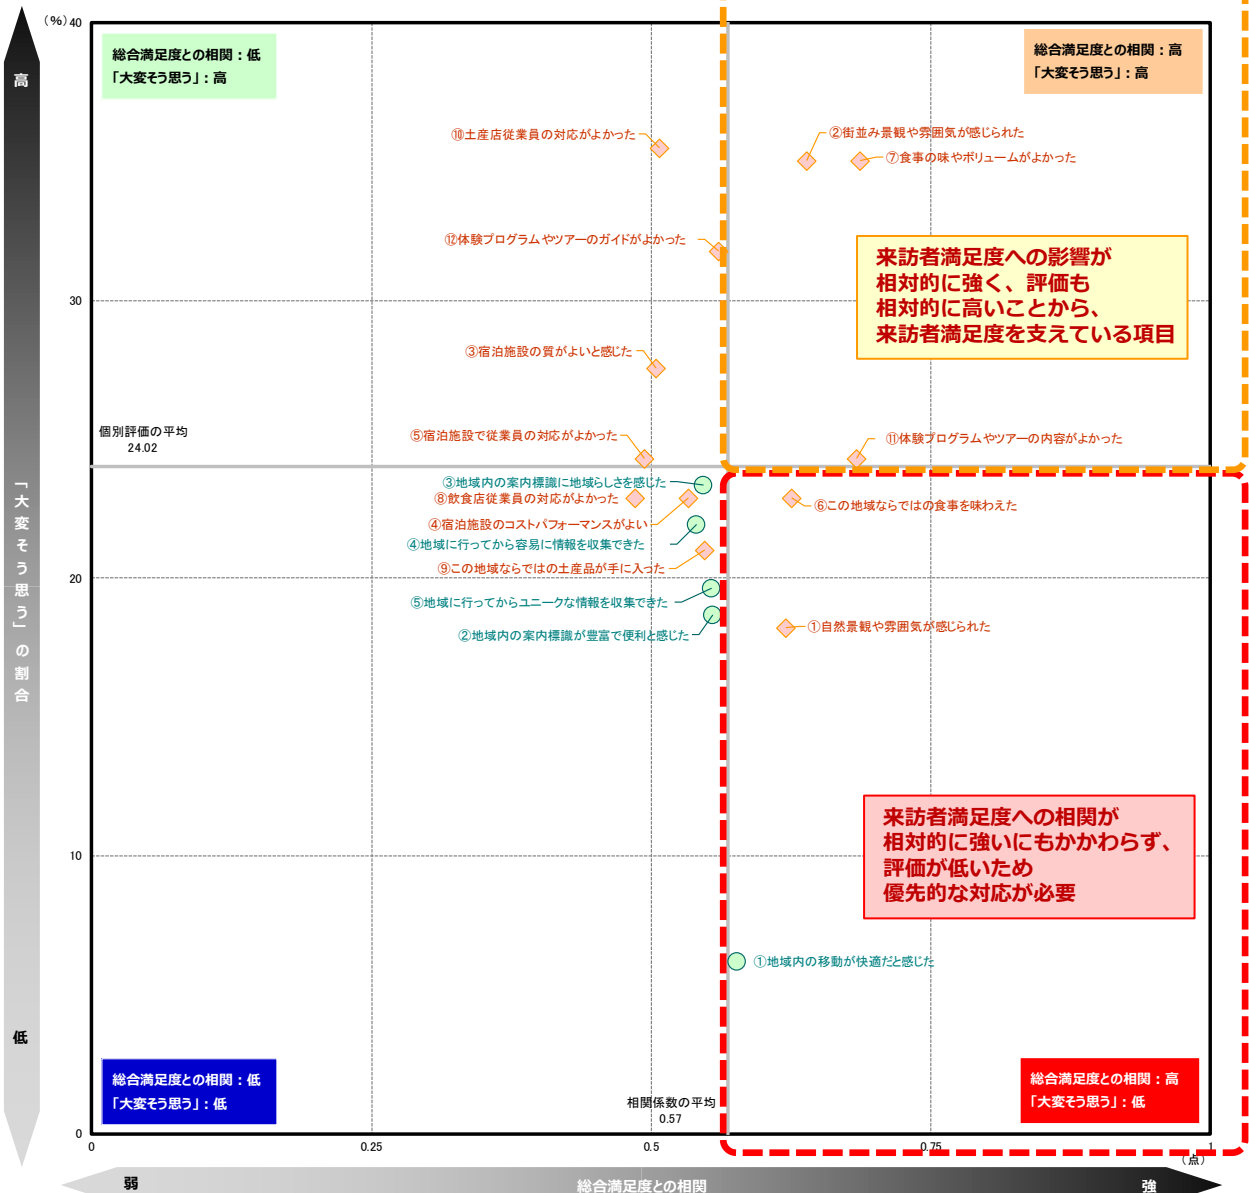 (%)
40
総合満足度との相関：低
「大変そう思う」：高
総合満足度との相関：高
「大変そう思う」：高
高
⑩土産店従業員の対応がよかった
②街並み景観や雰囲気が感じられた
⑦食事の味やボリュームがよかった
⑫体験プログラムやツアーのガイドがよかった
来訪者満足度への影響が
相対的に強く、評価も
相対的に高いことから、
来訪者満足度を支えている項目
30
③宿泊施設の質がよいと感じた
個別評価の平均
24.02
⑤宿泊施設で従業員の対応がよかった
⑪体験プログラムやツアーの内容がよかった
「大変そう思う」の割合
③地域内の案内標識に地域らしさを感じた
⑧飲食店従業員の対応がよかった
⑥この地域ならではの食事を味わえた
④宿泊施設のコストパフォーマンスがよい
④地域に行ってから容易に情報を収集できた
⑨この地域ならではの土産品が手に入った
20
⑤地域に行ってからユニークな情報を収集できた
①自然景観や雰囲気が感じられた
②地域内の案内標識が豊富で便利と感じた
来訪者満足度への相関が
相対的に強いにもかかわらず、
評価が低いため
優先的な対応が必要
10
①地域内の移動が快適だと感じた
低
総合満足度との相関：低
「大変そう思う」：低
総合満足度との相関：高
「大変そう思う」：低
相関係数の平均
0.57
0
0
0.25
0.5
0.75
1
(点)
弱
総合満足度との相関
強